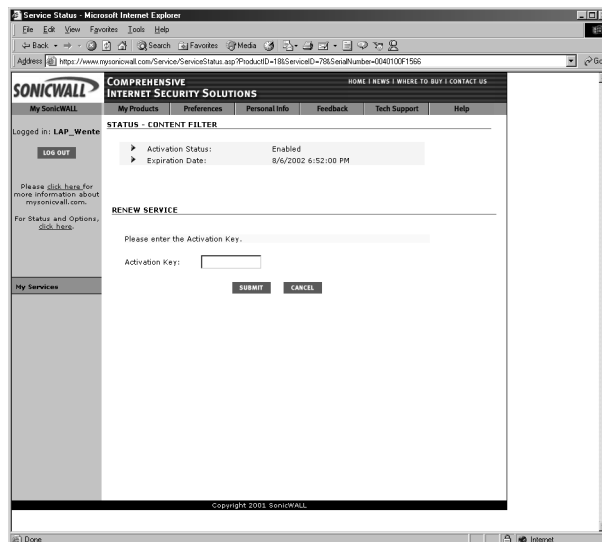 Service Status - Microsoft Internet Explorer
File Edit View Favorites Tools Help
Back Search Favorites Media
Address https://www.mysonicwall.com/Service/ServiceStatus.asp?ProductID=18&ServiceID=78&SerialNumber=0040100F1566 Go
SONICWALL
COMPREHENSIVE
INTERNET SECURITY SOLUTIONS
HOME | NEWS | WHERE TO BUY | CONTACT US
My SonicWALL My Products Preferences Personal Info Feedback Tech Support Help
Logged in: LAP_Wente
LOG OUT
Please click here for
more information about
mysonicwall.com.
For Status and Options,
click here.
My Services
STATUS - CONTENT FILTER
Activation Status: Enabled
Expiration Date: 8/6/2002 6:52:00 PM
RENEW SERVICE
Please enter the Activation Key.
Activation Key:
SUBMIT CANCEL
Copyright 2001 SonicWALL
Done Internet